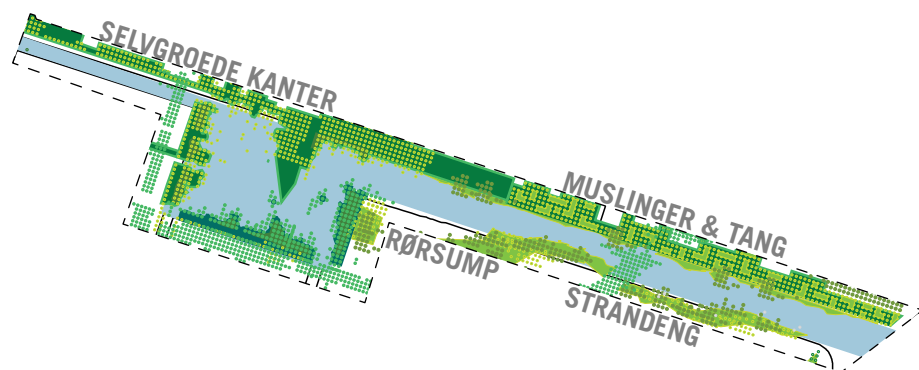 SELVGROEDE KANTER
MUSLINGER & TANG
RØRSUMP
STRANDENG